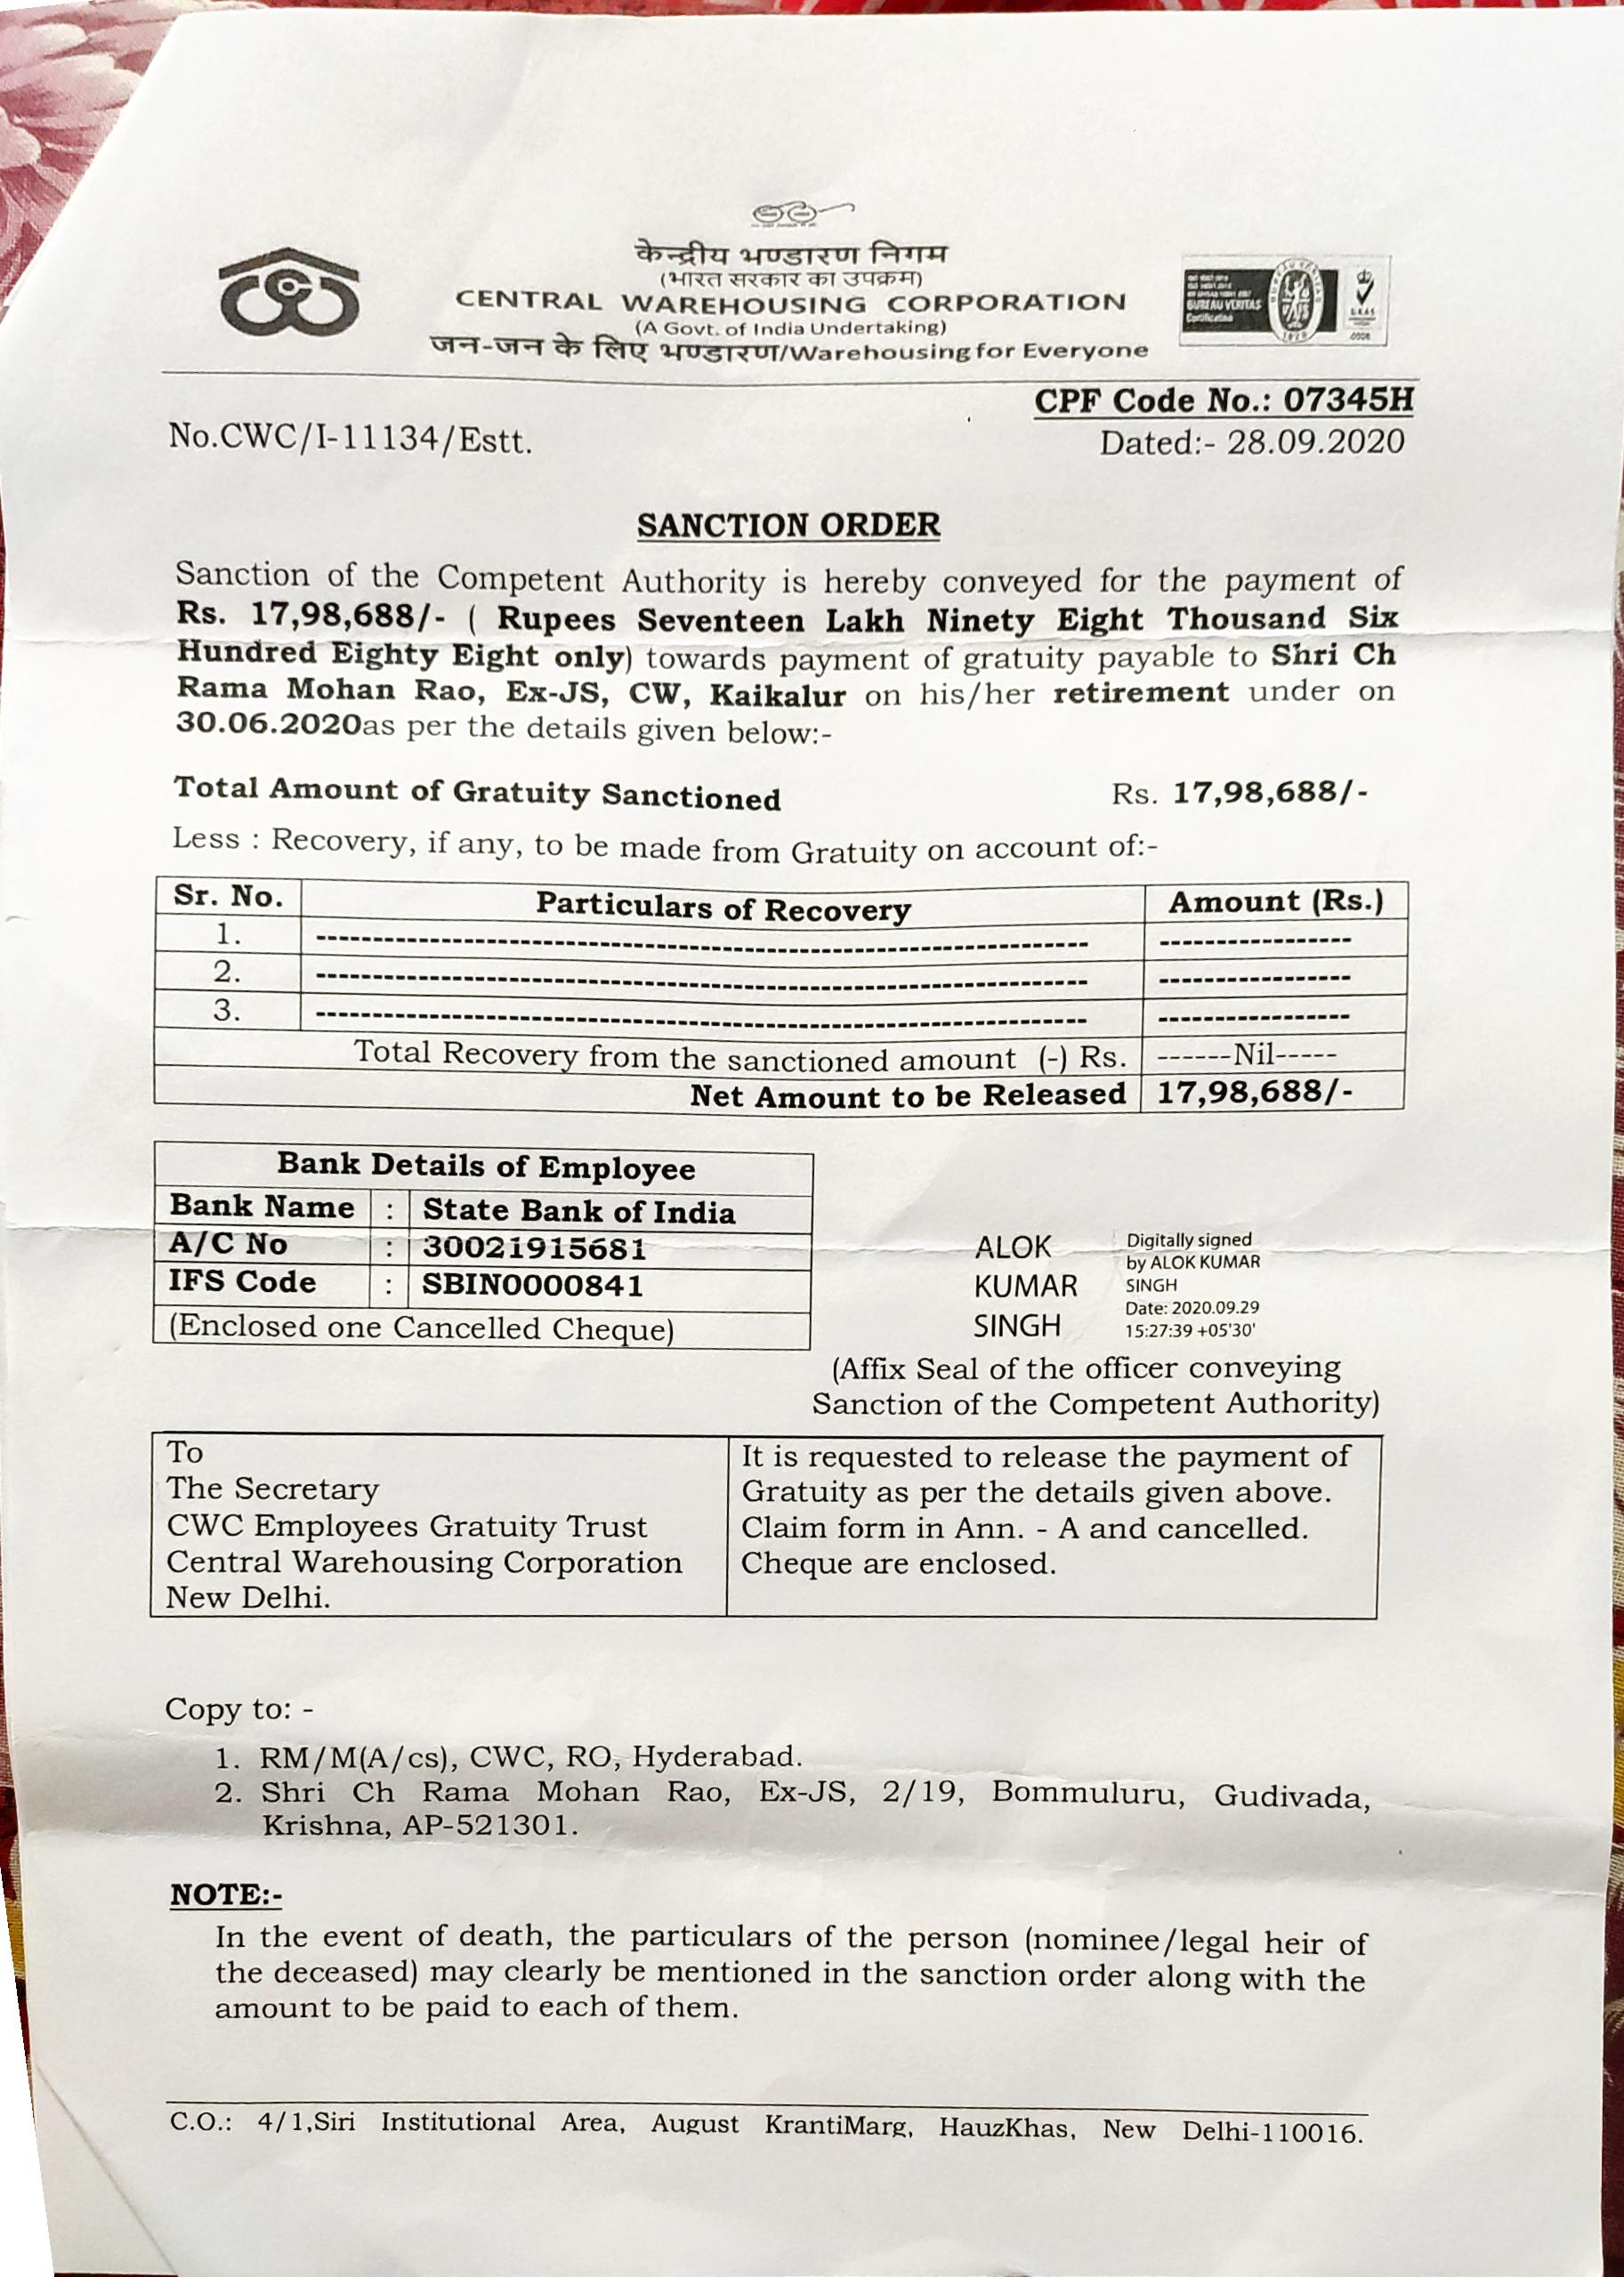 केन्द्रीय भण्डारण निगम
(भारत सरकार का उपक्रम)
CENTRAL WAREHOUSING CORPORATION
(A Govt. of India Undertaking)
जन-जन के लिए भण्डारण/Warehousing for Everyone
BUREAU VERITAS
Certification
CPF Code No.: 07345H
No.CWC/I-11134/Estt.
Dated:- 28.09.2020
SANCTION ORDER
Sanction of the Competent Authority is hereby conveyed for the payment of
Rs. 17,98,688/- ( Rupees Seventeen Lakh Ninety Eight Thousand Six
Hundred Eighty Eight only) towards payment of gratuity payable to Shri Ch
Rama Mohan Rao, Ex-JS, CW, Kaikalur on his/her retirement under on
30.06.2020as per the details given below:-
Total Amount of Gratuity Sanctioned Rs. 17,98,688/-
Less : Recovery, if any, to be made from Gratuity on account of:-
Sr. No. Particulars of Recovery Amount (Rs.)
1. ------------------------------------------------------------------ -----------------
2. ------------------------------------------------------------------ -----------------
3. ------------------------------------------------------------------ -----------------
Total Recovery from the sanctioned amount (-) Rs. ------Nil-----
Net Amount to be Released 17,98,688/-
Bank Details of Employee
Bank Name : State Bank of India
A/C No : 30021915681
IFS Code : SBIN0000841
(Enclosed one Cancelled Cheque)
ALOK
KUMAR
SINGH
Digitally signed
by ALOK KUMAR
SINGH
Date: 2020.09.29
15:27:39 +05'30'
(Affix Seal of the officer conveying
Sanction of the Competent Authority)
To
The Secretary
CWC Employees Gratuity Trust
Central Warehousing Corporation
New Delhi.
It is requested to release the payment of
Gratuity as per the details given above.
Claim form in Ann. - A and cancelled.
Cheque are enclosed.
Copy to: -
1. RM/M(A/cs), CWC, RO, Hyderabad.
2. Shri Ch Rama Mohan Rao, Ex-JS, 2/19, Bommuluru, Gudivada,
Krishna, AP-521301.
NOTE:-
In the event of death, the particulars of the person (nominee/legal heir of
the deceased) may clearly be mentioned in the sanction order along with the
amount to be paid to each of them.
C.O.: 4/1,Siri Institutional Area, August KrantiMarg, HauzKhas, New Delhi-110016.